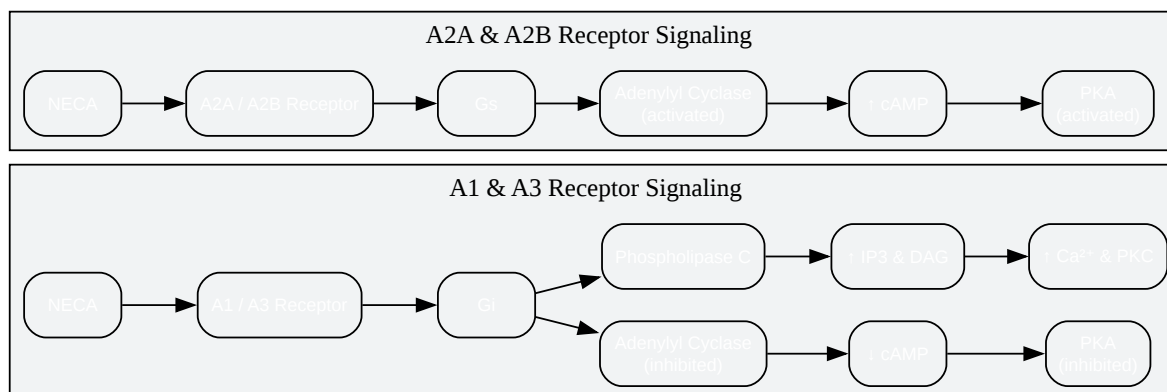 A2A & A2B Receptor Signaling
NECA
A2A / A2B Receptor
Gs
Adenylyl Cyclase
(activated)
↑ cAMP
PKA
(activated)
A1 & A3 Receptor Signaling
Phospholipase C
↑ IP3 & DAG
↑ Ca²⁺ & PKC
NECA
A1 / A3 Receptor
Gi
Adenylyl Cyclase
(inhibited)
↓ cAMP
PKA
(inhibited)